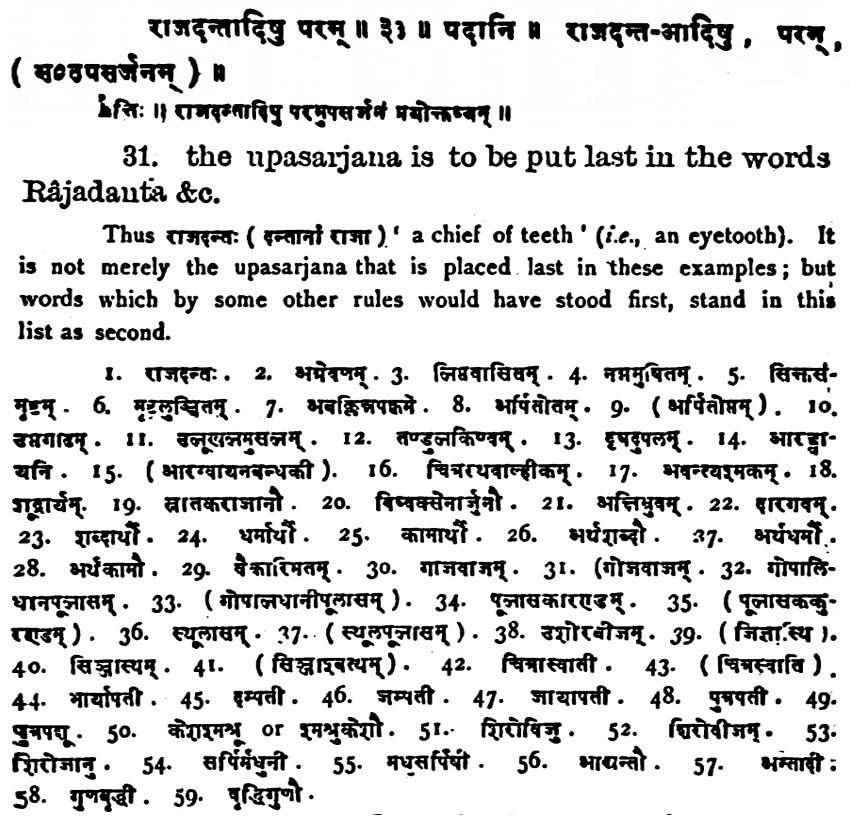 राजदन्तादिषु परम् ॥ ३१ ॥ पदानि ॥ राजदन्त-आदिषु, परम्,
( उपसर्जनम् ) ॥
वृत्तिः ॥ राजदन्तादिषु परमुपसर्जनं प्रयोक्तव्यम् ॥
31. the upasarjana is to be put last in the words
Râjadanta &c.
Thus राजदन्तः ( दन्तानां राजा ) ' a chief of teeth ' (i.e., an eyetooth). It
is not merely the upasarjana that is placed last in these examples ; but
words which by some other rules would have stood first, stand in this
list as second.
1. राजदन्तः. 2. अग्रेवणम्. 3. लिप्तवासितम्. 4. नग्नमुषितम्. 5. सिक्तसं-
मृष्टम्. 6. मृष्टलुञ्चितम्. 7. अवक्लिन्नपक्वमे. 8. अर्पितोतम्. 9. ( अर्पितोप्तम् ). 10.
उप्तगाढम्. 11. उलूखलमुसलम्. 12. तण्डुलकिण्वम्. 13. दृषदुपलम्. 14. आरड्वा-
यनि. 15. ( आरग्वायनबन्धकी ). 16. चित्ररथबाल्हीकम्. 17. अवन्त्यश्मकम्. 18.
शूद्रार्यम्. 19. स्नातकराजानौ. 20. विष्वक्सेनार्जुनौ. 21. अक्षिभ्रुवम्. 22. दारगवम्.
23. शब्दार्थौ. 24. धर्मार्थौ. 25. कामार्थौ. 26. अर्थशब्दौ. 27. अर्थधर्मौ.
28. अर्थकामौ. 29. वैकारिमतम्. 30. गाजवाजम्. 31. (गोजवाजम्. 32. गोपालि-
धानपूलासम्. 33. ( गोपालधानीपूलासम् ). 34. पूलासकारण्डम्. 35. ( पूलासककु-
रण्डम् ). 36. स्थूलासम्. 37. ( स्थूलपूलासम् ). 38. उशीरबीजम्. 39. ( ).
40. सिञ्जास्थम्. 41. ( सिञ्जाश्वत्थम् ). 42. चित्रास्वाती. 43. ( चित्रस्वाति ).
44. भार्यापती. 45. दम्पती. 46. जम्पती. 47. जायापती. 48. पुत्रपती. 49.
पुत्रपशू. 50. केशश्मश्रू or श्मश्रुकेशौ. 51. शिरोविजु. 52. शिरोबीजम्. 53.
शिरोजानु. 54. सर्पिर्मधुनी. 55. मधुसर्पिषी. 56. आद्यन्तौ. 57. अन्तादी.
58. गुणवृद्धी. 59. वृद्धिगुणौ.